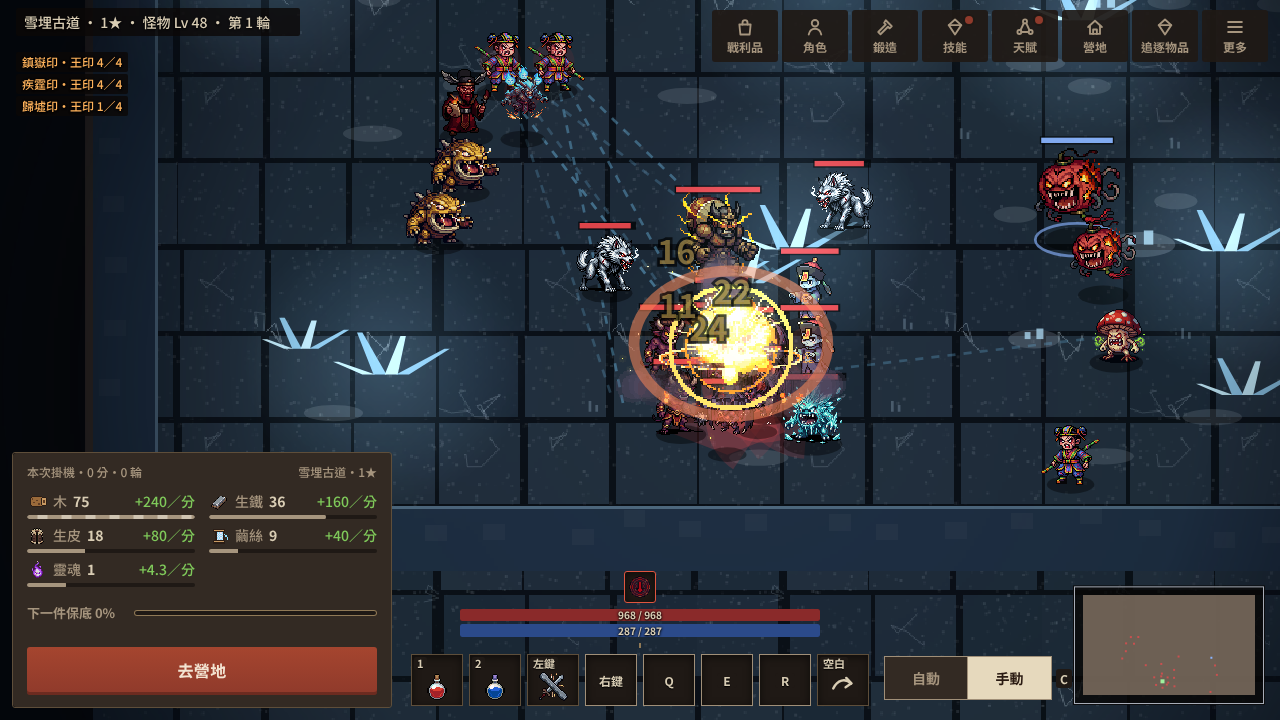 雪埋古道 · 1★ · 怪物 Lv 48 · 第 1 輪
鎮嶽印·王印 4／4
疾霆印·王印 4／4
歸墟印·王印 1／4
戰利品
角色
鍛造
技能
天賦
營地
追逐物品
更多
16
22
11
24
本次掛機·0 分·0 輪
雪埋古道·1★
木 75 +240／分
生鐵 36 +160／分
生皮 18 +80／分
繭絲 9 +40／分
靈魂 1 +4.3／分
下一件保底 0%
去營地
968 / 968
287 / 287
1
2
左鍵
右鍵
Q
E
R
空白
自動
手動
C